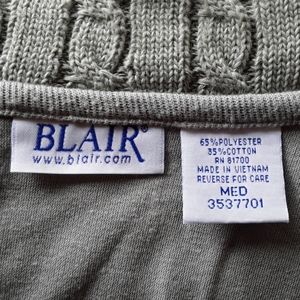 BLAIR®
www.blair.com
65%POLYESTER
35%COTTON
RN 81700
MADE IN VIETNAM
REVERSE FOR CARE
MED
3537701